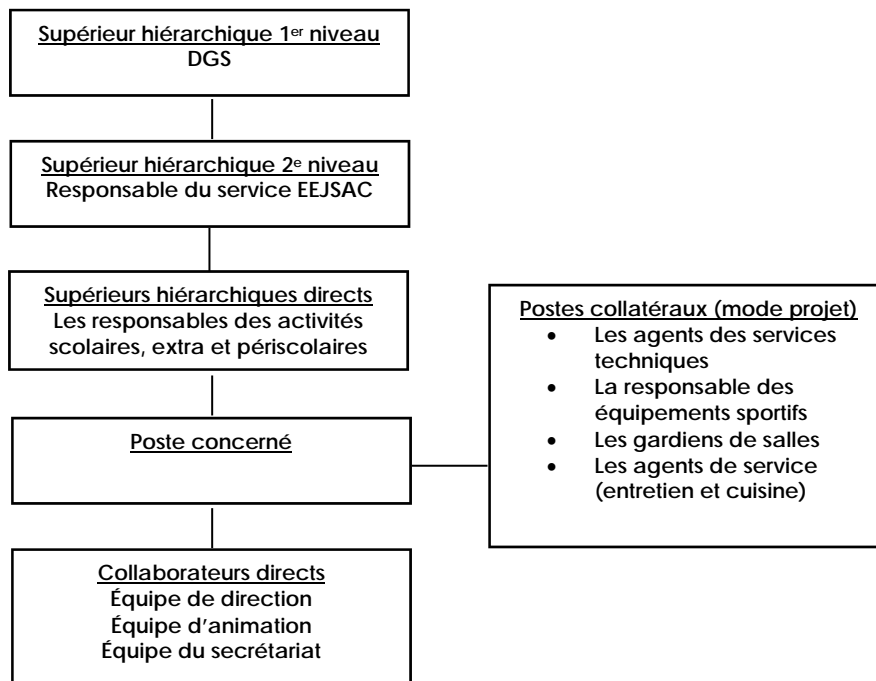 Supérieur hiérarchique 1er niveau
DGS
Supérieur hiérarchique 2e niveau
Responsable du service EEJSAC
Supérieurs hiérarchiques directs
Les responsables des activités
scolaires, extra et périscolaires
Poste concerné
Postes collatéraux (mode projet)
• Les agents des services
techniques
• La responsable des
équipements sportifs
• Les gardiens de salles
• Les agents de service
(entretien et cuisine)
Collaborateurs directs
Équipe de direction
Équipe d'animation
Équipe du secrétariat